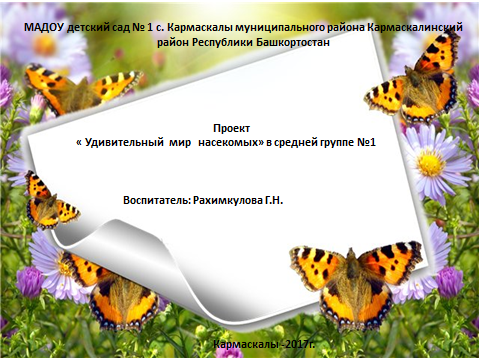 МАДОУ детский сад № 1 с. Кармаскалы муниципального района Кармаскалинский
район Республики Башкортостан
Проект
« Удивительный мир насекомых» в средней группе №1
Воспитатель: Рахимкулова Г.Н.
Кармаскалы -2017г.